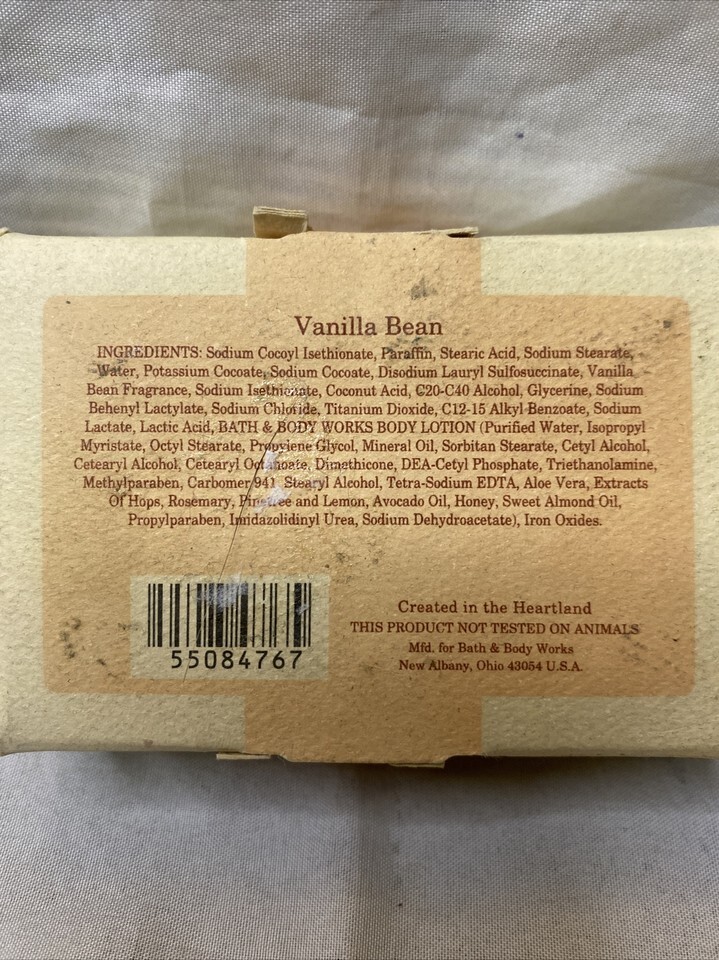 Vanilla Bean
INGREDIENTS: Sodium Cocoyl Isethionate, Paraffin, Stearic Acid, Sodium Stearate,
Water, Potassium Cocoate, Sodium Cocoate, Disodium Lauryl Sulfosuccinate, Vanilla
Bean Fragrance, Sodium Isethionate, Coconut Acid, C20-C40 Alcohol, Glycerine, Sodium
Behenyl Lactylate, Sodium Chloride, Titanium Dioxide, C12-15 Alkyl Benzoate, Sodium
Lactate, Lactic Acid, BATH & BODY WORKS BODY LOTION (Purified Water, Isopropyl
Myristate, Octyl Stearate, Propylene Glycol, Mineral Oil, Sorbitan Stearate, Cetyl Alcohol,
Cetearyl Alcohol, Cetearyl Octanoate, Dimethicone, DEA-Cetyl Phosphate, Triethanolamine,
Methylparaben, Carbomer 941 Stearyl Alcohol, Tetra-Sodium EDTA, Aloe Vera, Extracts
Of Hops, Rosemary, Pinetree and Lemon, Avocado Oil, Honey, Sweet Almond Oil,
Propylparaben, Imidazolidinyl Urea, Sodium Dehydroacetate), Iron Oxides.
55084767
Created in the Heartland
THIS PRODUCT NOT TESTED ON ANIMALS
Mfd. for Bath & Body Works
New Albany, Ohio 43054 U.S.A.